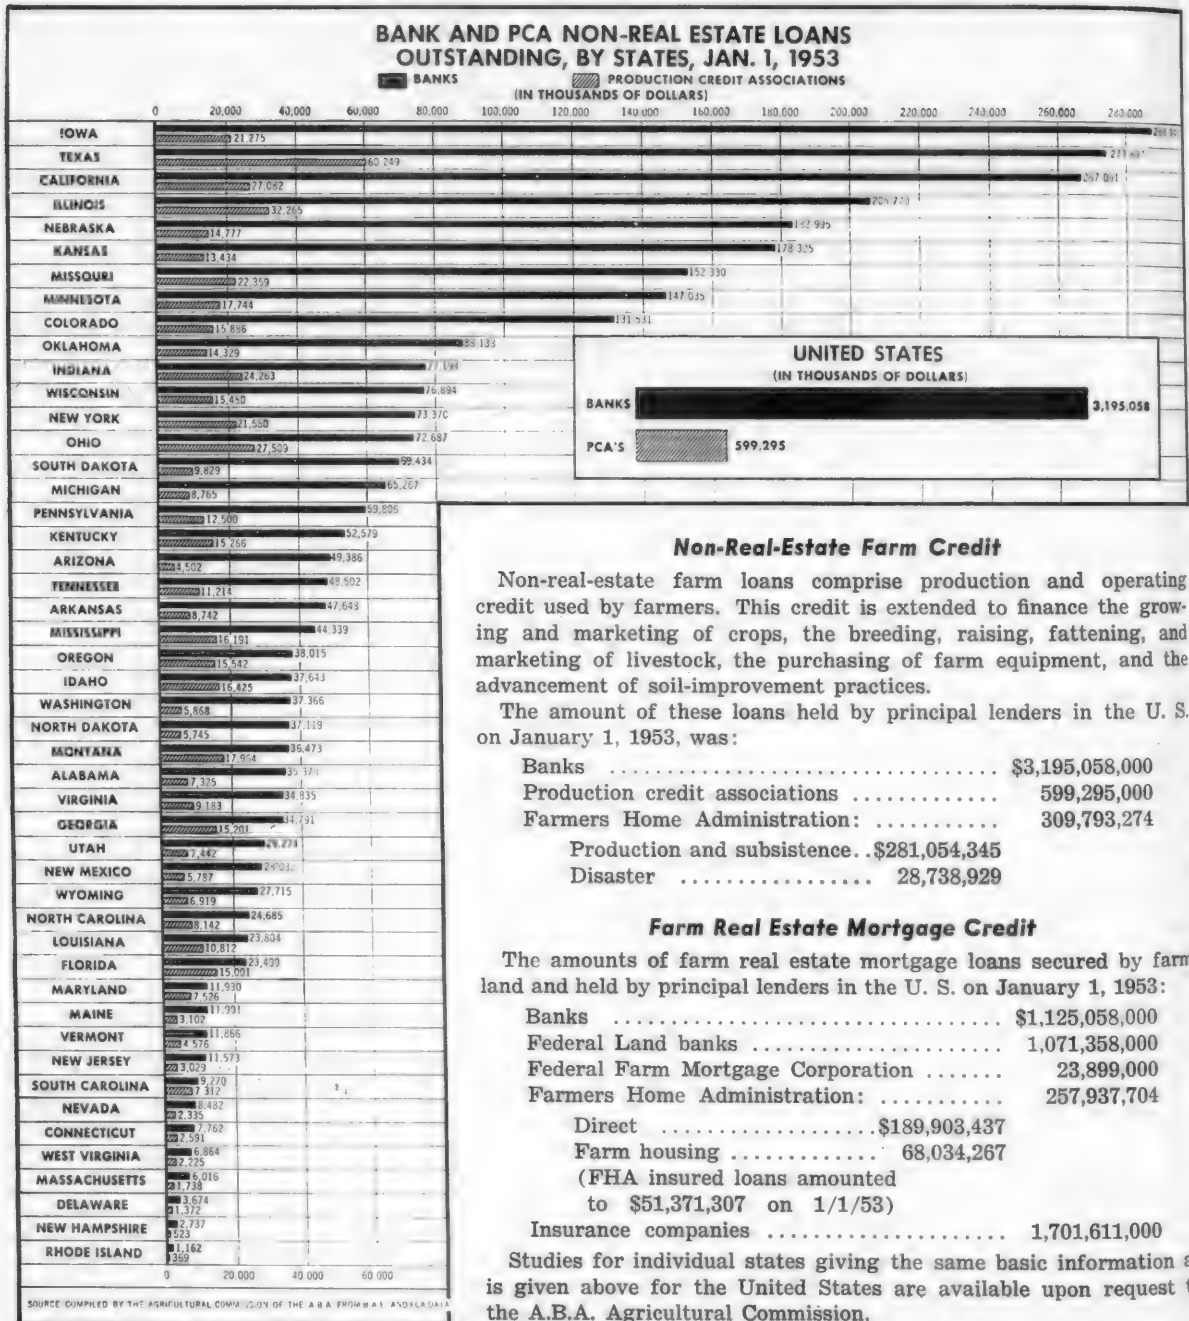 BANK AND PCA NON-REAL ESTATE LOANS
OUTSTANDING, BY STATES, JAN. 1, 1953
BANKS PRODUCTION CREDIT ASSOCIATIONS
(IN THOUSANDS OF DOLLARS)
0 20,000 40,000 60,000 80,000 100,000 120,000 140,000 160,000 180,000 200,000 220,000 240,000 260,000 280,000
IOWA
21,275
TEXAS
60,249
CALIFORNIA
27,082
ILLINOIS
32,265
NEBRASKA
14,777
KANSAS 178,325
13,434
MISSOURI 152,330
22,359
MINNESOTA 147,035
17,744
COLORADO 131,531
15,886
OKLAHOMA 88,133
14,329
INDIANA
24,263
WISCONSIN 76,894
15,480
NEW YORK 73,370
21,580
OHIO 72,687
27,509
SOUTH DAKOTA 69,434
9,829
MICHIGAN 65,267
8,765
PENNSYLVANIA 59,806
12,500
KENTUCKY 52,579
15,266
ARIZONA 49,386
4,502
TENNESSEE 48,502
11,214
ARKANSAS 47,643
8,742
MISSISSIPPI 44,339
16,191
OREGON 38,015
15,542
IDAHO 37,643
16,425
WASHINGTON 37,366
5,868
NORTH DAKOTA
5,745
MONTANA 36,473
17,964
ALABAMA
7,325
VIRGINIA 34,835
9,183
GEORGIA 34,791
15,201
UTAH
7,442
NEW MEXICO
5,787
WYOMING 27,715
6,919
NORTH CAROLINA 24,685
8,142
LOUISIANA 23,804
10,812
FLORIDA
15,001
MARYLAND 11,930
7,526
MAINE
3,102
VERMONT 11,866
4,576
NEW JERSEY 11,573
3,029
SOUTH CAROLINA 9,270
7,312
NEVADA 8,482
2,335
CONNECTICUT 7,762
2,591
WEST VIRGINIA 6,864
2,225
MASSACHUSETTS 6,016
1,738
DELAWARE 3,674
1,372
NEW HAMPSHIRE 2,737
523
RHODE ISLAND 1,162
369
0 20,000 40,000 60,000
SOURCE COMPILED BY THE AGRICULTURAL COMMISSION OF THE A.B.A. FROM
UNITED STATES
(IN THOUSANDS OF DOLLARS)
BANKS 3,195,058
PCA'S 599,295
Non-Real-Estate Farm Credit
Non-real-estate farm loans comprise production and operating
credit used by farmers. This credit is extended to finance the grow-
ing and marketing of crops, the breeding, raising, fattening, and
marketing of livestock, the purchasing of farm equipment, and the
advancement of soil-improvement practices.
The amount of these loans held by principal lenders in the U. S.
on January 1, 1953, was:
Banks ............................ $3,195,058,000
Production credit associations ............. 599,295,000
Farmers Home Administration: ........... 309,793,274
Production and subsistence..$281,054,345
Disaster ................. 28,738,929
Farm Real Estate Mortgage Credit
The amounts of farm real estate mortgage loans secured by farm
land and held by principal lenders in the U. S. on January 1, 1953:
Banks ............................ $1,125,058,000
Federal Land banks ...................... 1,071,358,000
Federal Farm Mortgage Corporation ....... 23,899,000
Farmers Home Administration: ........... 257,937,704
Direct ...................$189,903,437
Farm housing ............. 68,034,267
(FHA insured loans amounted
to $51,371,307 on 1/1/53)
Insurance companies ..................... 1,701,611,000
Studies for individual states giving the same basic information a
is given above for the United States are available upon request t
the A.B.A. Agricultural Commission.